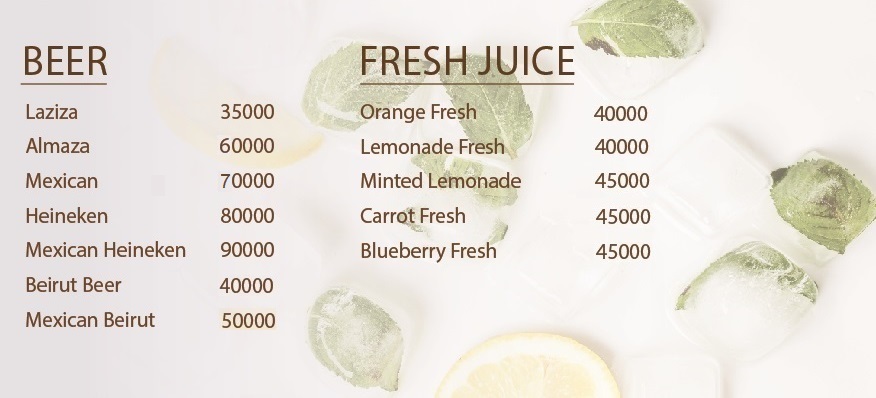 BEER
Laziza 35000
Almaza 60000
Mexican 70000
Heineken 80000
Mexican Heineken 90000
Beirut Beer 40000
Mexican Beirut 50000
FRESH JUICE
Orange Fresh 40000
Lemonade Fresh 40000
Minted Lemonade 45000
Carrot Fresh 45000
Blueberry Fresh 45000